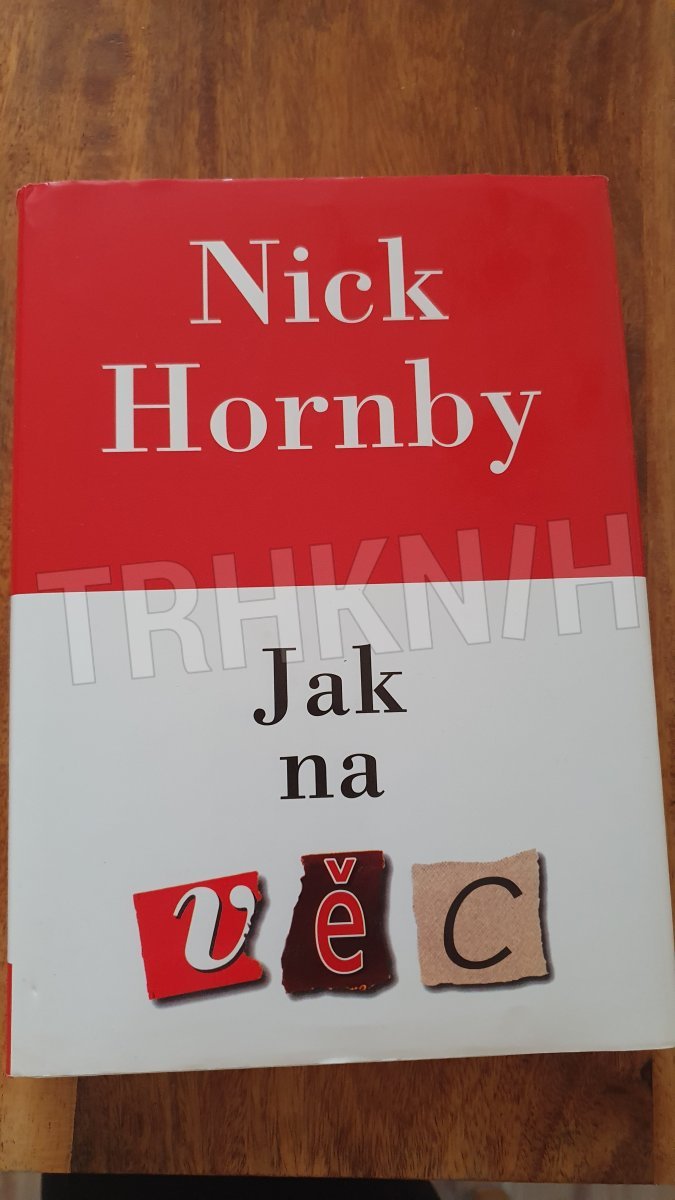 Nick
Hornby
TRHKNIH
Jak
na
věc